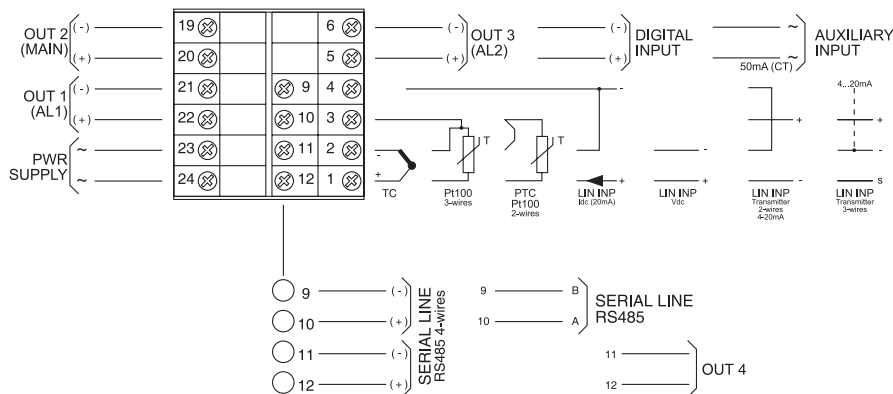 OUT 2
(MAIN)
(-)
(+)
19
20
6
5
(-)
(+)
OUT 3
(AL2)
(-)
(+)
DIGITAL
INPUT
~
~
50mA (CT)
AUXILIARY
INPUT
OUT 1
(AL1)
(-)
(+)
21
22
9
10
4
3
PWR
SUPPLY
~
~
23
24
11
12
2
1
-
+
TC
T
Pt100
3-wires
T
PTC
Pt100
2-wires
-
+
LIN INP
Idc (20mA)
-
+
LIN INP
Vdc
+
-
LIN INP
Transmitter
2-wires
4-20mA
4...20mA
+
-
s
LIN INP
Transmitter
3-wires
9
(-)
10
(+)
11
(-)
12
(+)
SERIAL LINE
RS485 4-wires
9
B
10
A
SERIAL LINE
RS485
11
12
OUT 4